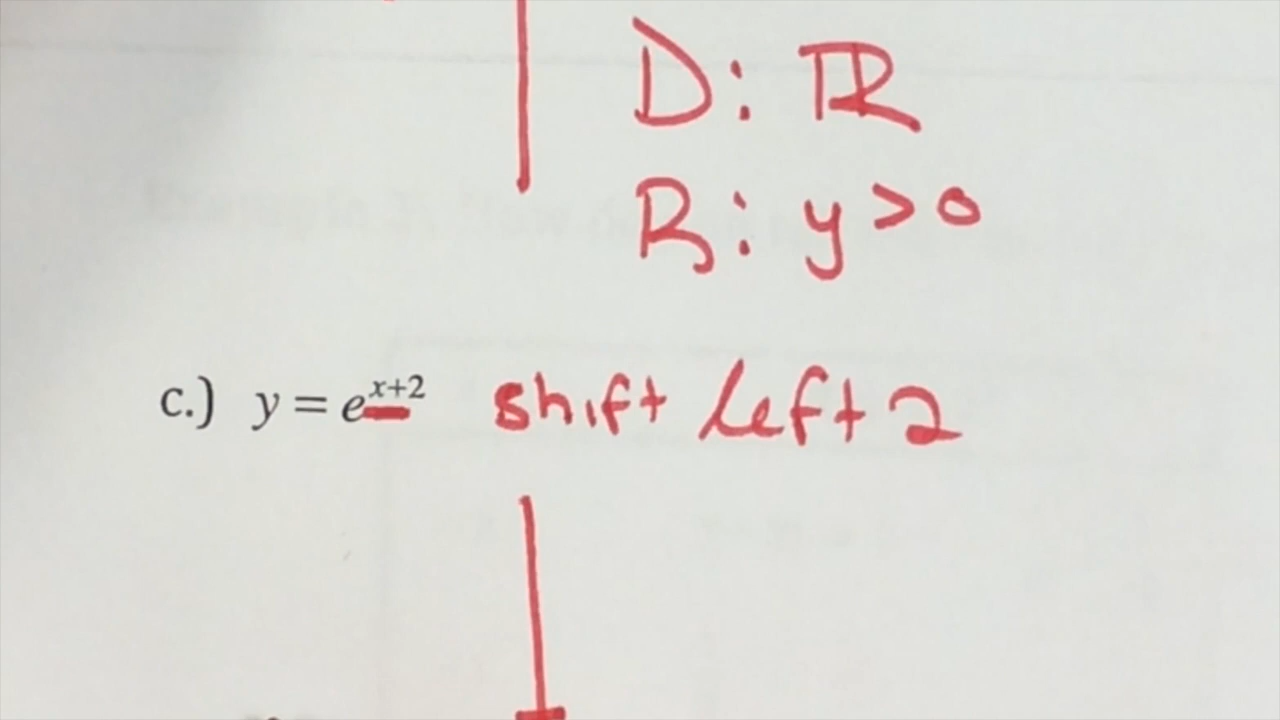 D: ℝ
R: y > 0
c.) y = e^{x+2} shift left 2